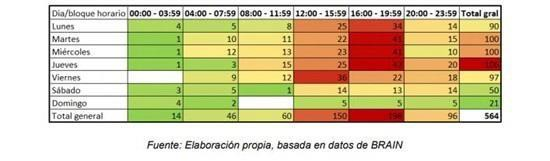 Dia/bloque horario 00:00 - 03:59 04:00 - 07:59 08:00 - 11:59 12:00 - 15:59 16:00 - 19:59 20:00 - 23:59 Total gral
Lunes 4 5 8 25 34 14 90
Martes 1 10 11 22 41 15 100
Miércoles 1 12 13 23 41 10 100
Jueves 1 3 15 25 42 20 106
Viernes 9 12 36 22 18 97
Sábado 3 5 1 14 13 14 50
Domingo 4 2 5 5 5 21
Total general 14 46 60 150 198 96 564
Fuente: Elaboración propia, basada en datos de BRAIN